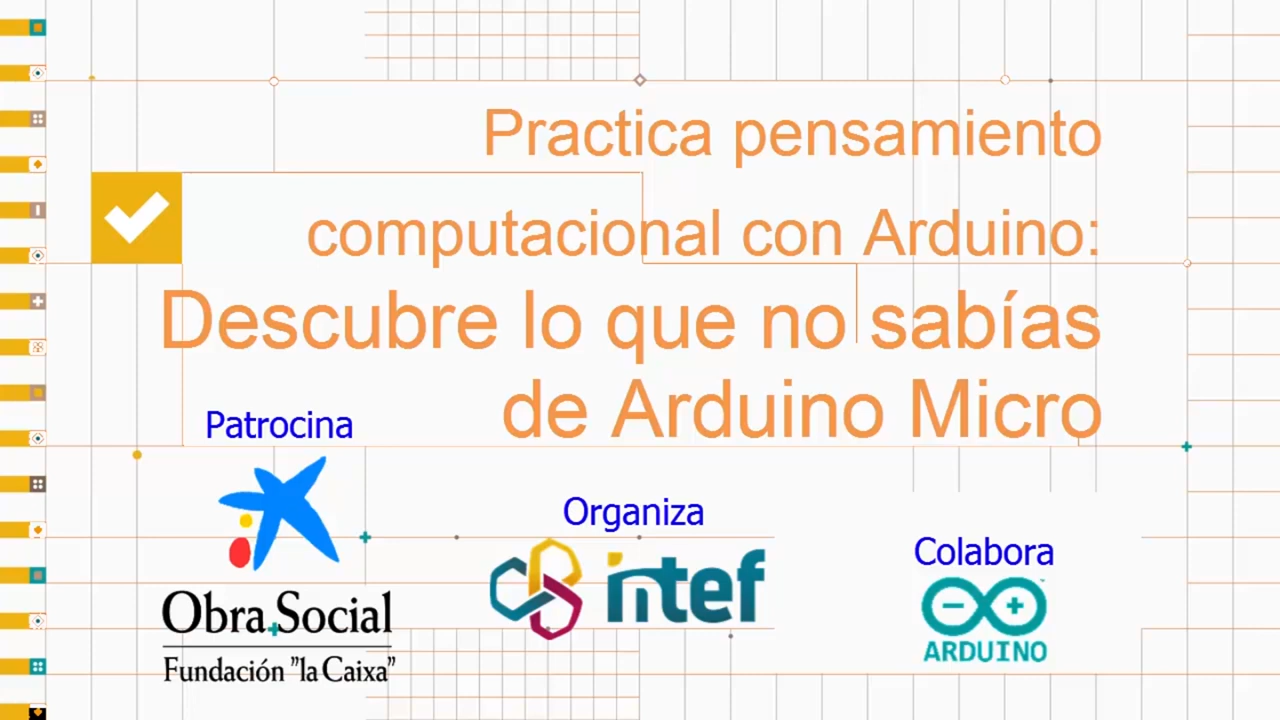 Practica pensamiento
computacional con Arduino:
Descubre lo que no sabías
de Arduino Micro
Patrocina
Obra Social
Fundación "la Caixa"
Organiza
intef
Colabora
ARDUINO